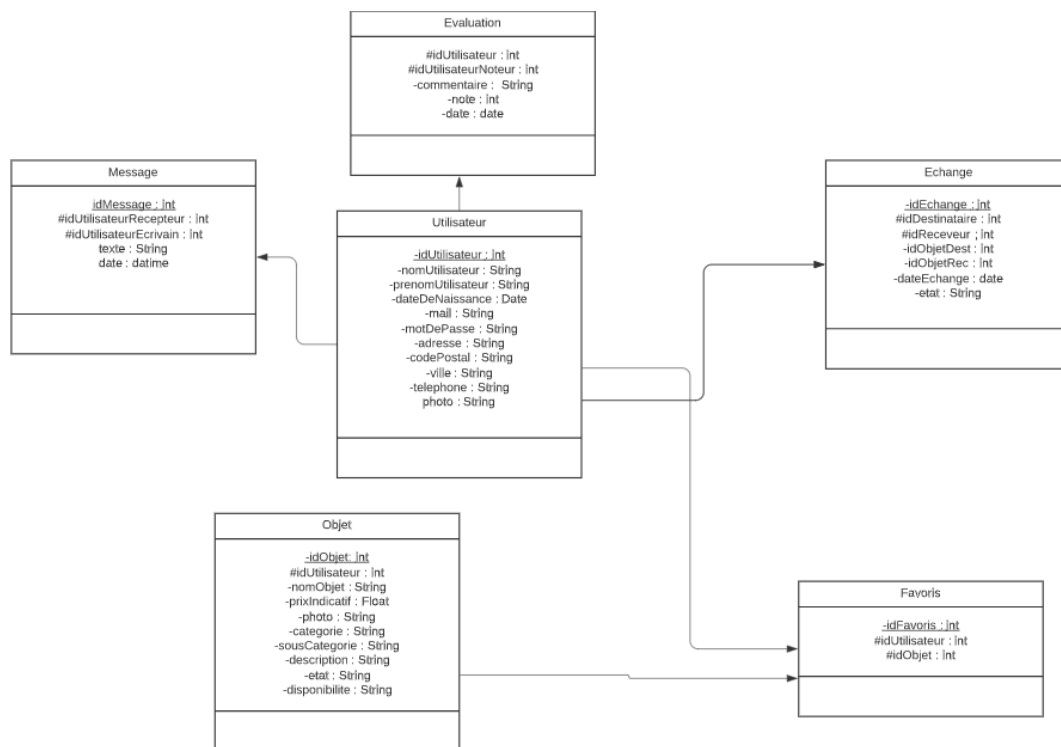 Evaluation
#idUtilisateur : int
#idUtilisateurNoteur : int
-commentaire : String
-note : int
-date : date
Message
idMessage : int
#idUtilisateurRecepteur : int
#idUtilisateurEcrivain : int
texte : String
date : datime
Utilisateur
-idUtilisateur : int
-nomUtilisateur : String
-prenomUtilisateur : String
-dateDeNaissance : Date
-mail : String
-motDePasse : String
-adresse : String
-codePostal : String
-ville : String
-telephone : String
photo : String
Echange
-idEchange : int
#idDestinataire : int
#idReceveur : int
-idObjetDest : int
-idObjetRec : int
-dateEchange : date
-etat : String
Objet
-idObjet: int
#idUtilisateur : int
-nomObjet : String
-prixIndicatif : Float
-photo : String
-categorie : String
-sousCategorie : String
-description : String
-etat : String
-disponibilite : String
Favoris
-idFavoris : int
#idUtilisateur : int
#idObjet : int